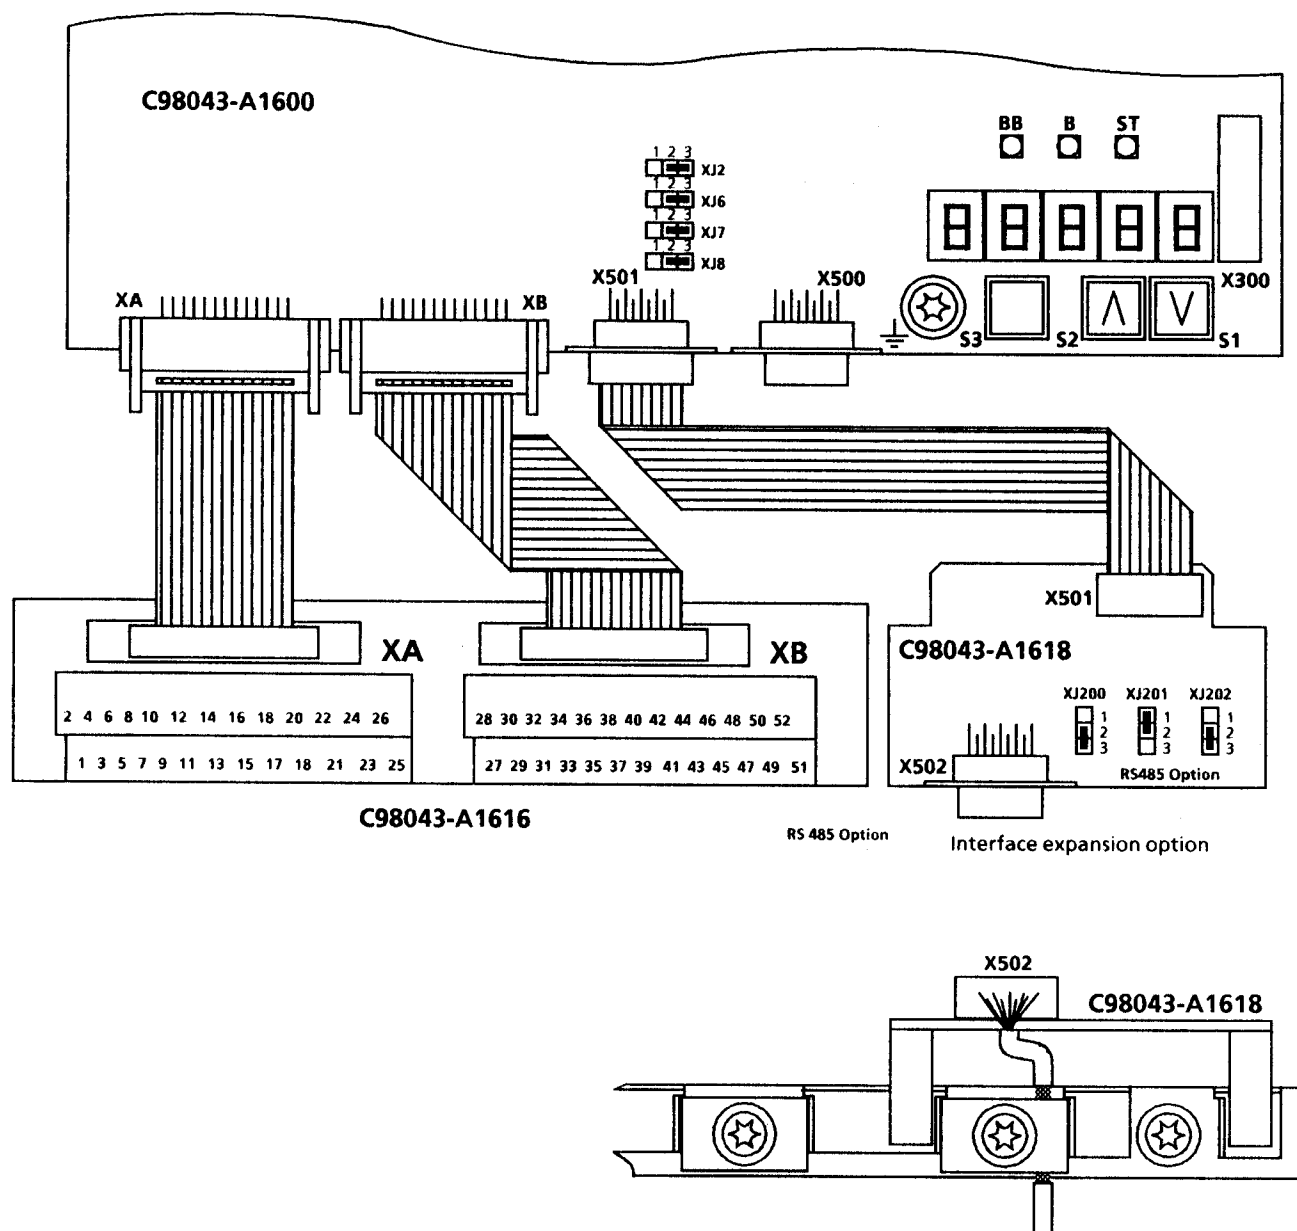 C98043-A1600
BB B ST
1 2 3
XJ2
1 2 3
XJ6
1 2 3
XJ7
1 2 3
XJ8
X501 X500 X300
XA XB
S3 S2 S1
X501
XA XB C98043-A1618
XJ200 XJ201 XJ202
2 4 6 8 10 12 14 16 18 20 22 24 26
28 30 32 34 36 38 40 42 44 46 48 50 52
1 1 1
2 2 2
3 3 3
1 3 5 7 9 11 13 15 17 18 21 23 25
27 29 31 33 35 37 39 41 43 45 47 49 51
X502
RS485 Option
C98043-A1616
RS 485 Option
Interface expansion option
X502
C98043-A1618